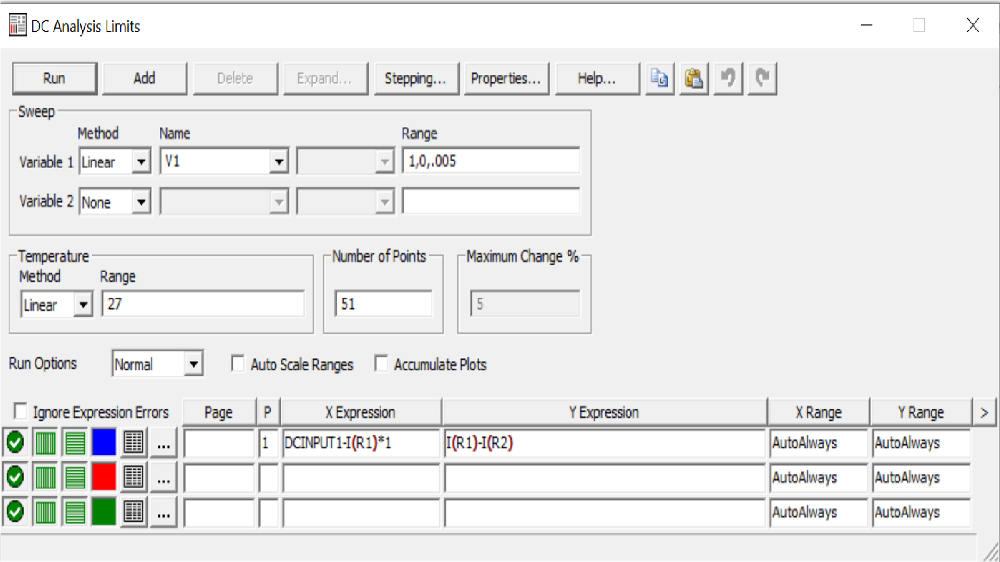 DC Analysis Limits
Run Add Delete Expand... Stepping... Properties... Help...
Sweep
Method Name Range
Variable 1 Linear V1 1,0,.005
Variable 2 None
Temperature Number of Points Maximum Change %
Method Range
Linear 27 51 5
Run Options Normal Auto Scale Ranges Accumulate Plots
Ignore Expression Errors Page P X Expression Y Expression X Range Y Range >
... 1 DCINPUT1-I(R1)*1 I(R1)-I(R2) AutoAlways AutoAlways
... AutoAlways AutoAlways
... AutoAlways AutoAlways